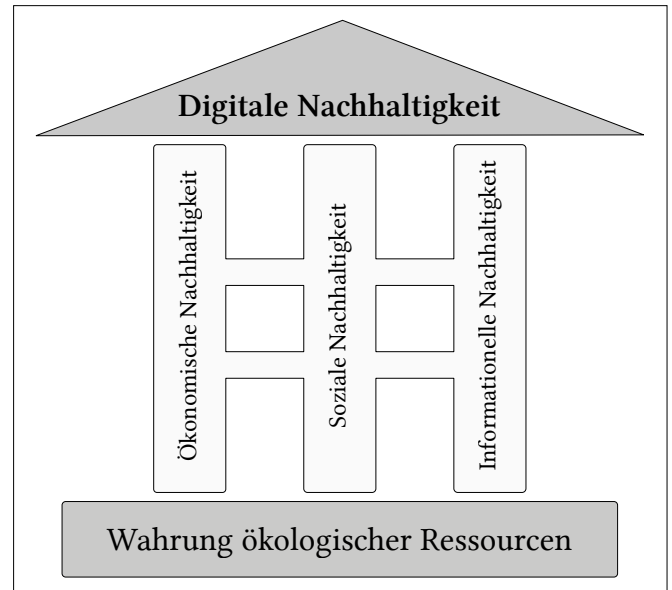 Digitale Nachhaltigkeit
Ökonomische Nachhaltigkeit
Soziale Nachhaltigkeit
Informationelle Nachhaltigkeit
Wahrung ökologischer Ressourcen